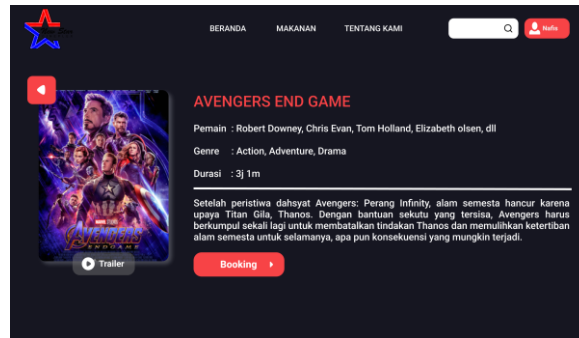 BERANDA MAKANAN TENTANG KAMI
Nafis
AVENGERS END GAME
Pemain : Robert Downey, Chris Evan, Tom Holland, Elizabeth olsen, dll
Genre : Action, Adventure, Drama
Durasi : 3j 1m
Setelah peristiwa dahsyat Avengers: Perang Infinity, alam semesta hancur karena
upaya Titan Gila, Thanos. Dengan bantuan sekutu yang tersisa, Avengers harus
berkumpul sekali lagi untuk membatalkan tindakan Thanos dan memulihkan ketertiban
alam semesta untuk selamanya, apa pun konsekuensi yang mungkin terjadi.
AVENGERS
ENDGAME
Trailer
Booking